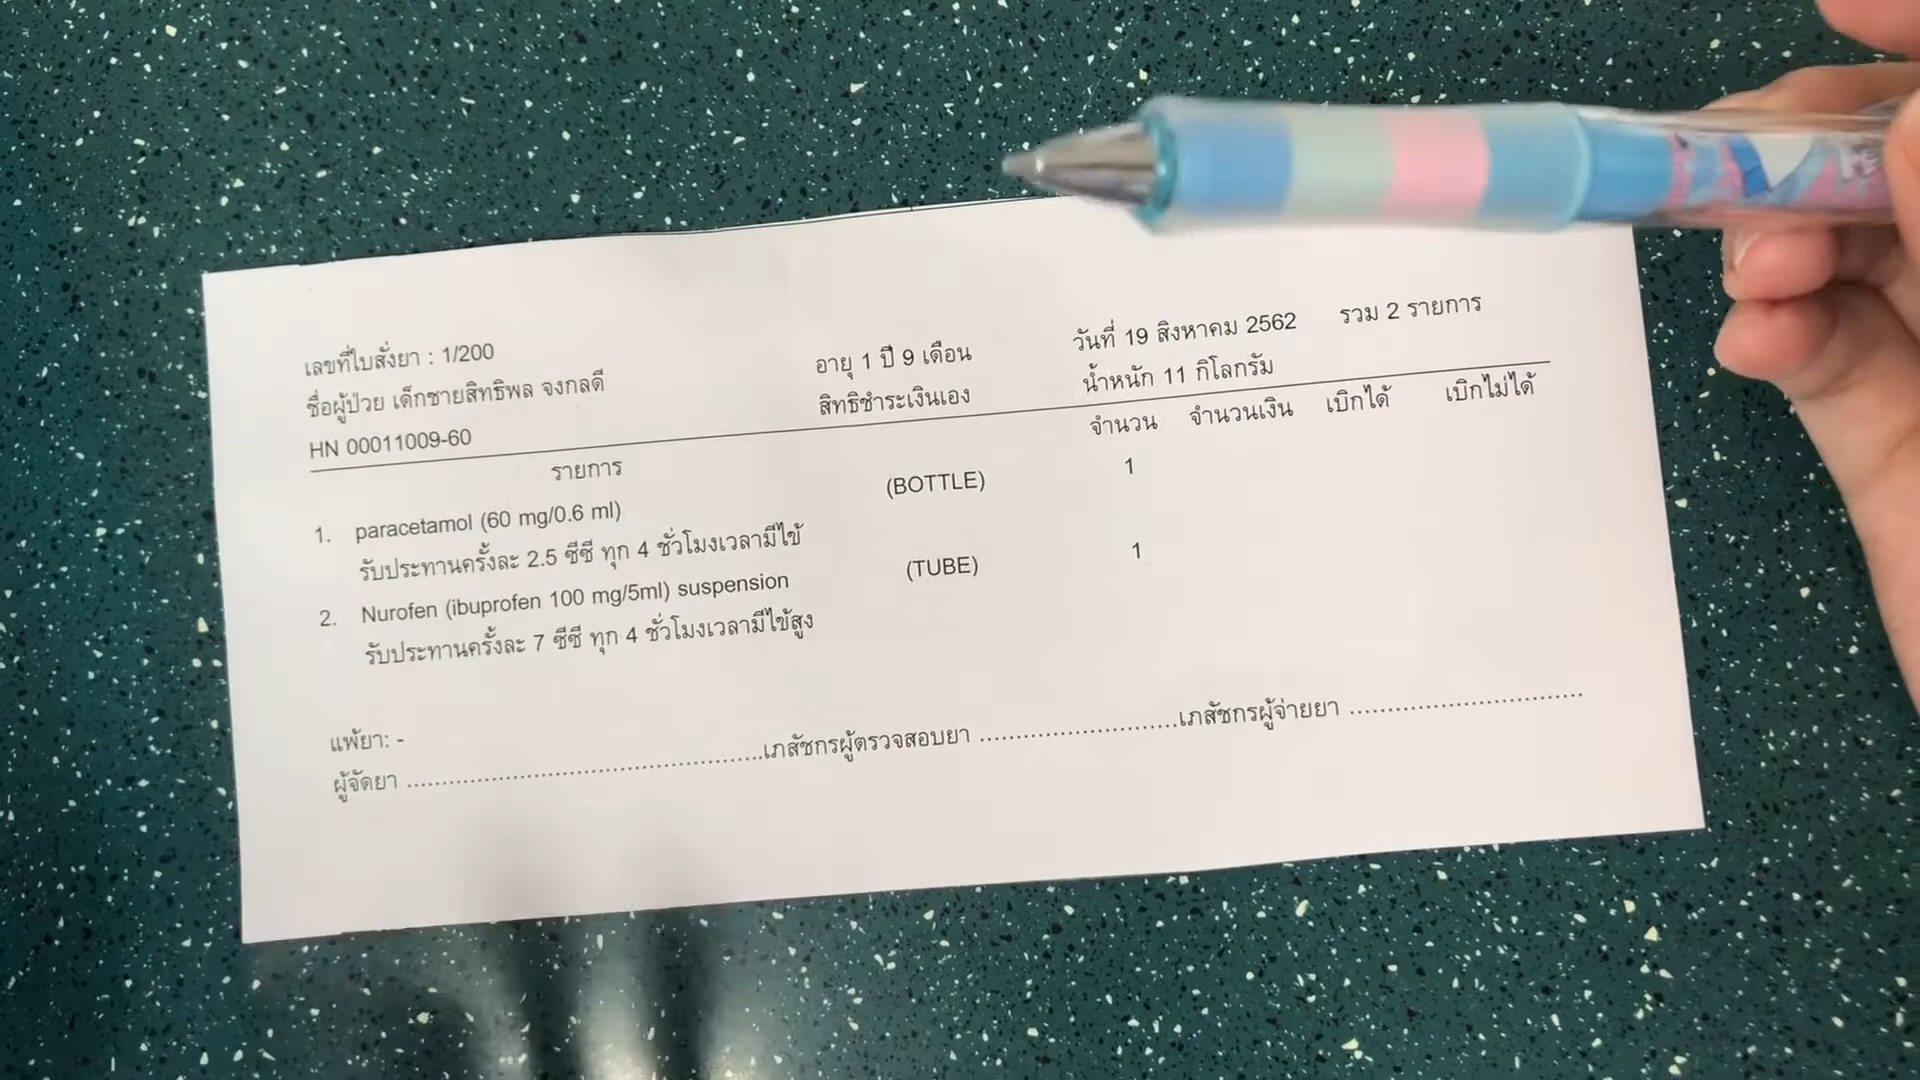 เลขที่ใบสั่งยา : 1/200 อายุ 1 ปี 9 เดือน วันที่ 19 สิงหาคม 2562 รวม 2 รายการ
ชื่อผู้ป่วย เด็กชายสิทธิพล จงกลดี สิทธิชำระเงินเอง น้ำหนัก 11 กิโลกรัม
HN 00011009-60
รายการ จำนวน จำนวนเงิน เบิกได้ เบิกไม่ได้
1. paracetamol (60 mg/0.6 ml) (BOTTLE) 1
รับประทานครั้งละ 2.5 ซีซี ทุก 4 ชั่วโมงเวลามีไข้
2. Nurofen (ibuprofen 100 mg/5ml) suspension (TUBE) 1
รับประทานครั้งละ 7 ซีซี ทุก 4 ชั่วโมงเวลามีไข้สูง
แพ้ยา: -
ผู้จัดยา ................................................เภสัชกรผู้ตรวจสอบยา ...........................เภสัชกรผู้จ่ายยา ................................